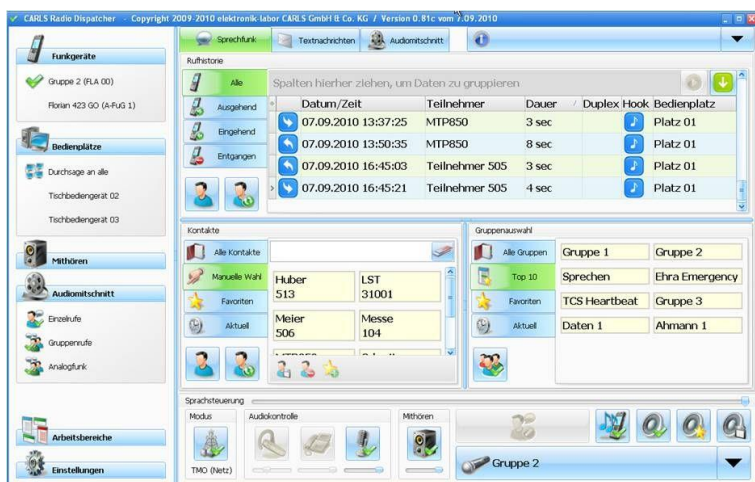 CARLS Radio Dispatcher - Copyright 2009-2010 elektronik-labor CARLS GmbH & Co. KG / Version 0.81c vom 7.09.2010
Funkgeräte
Gruppe 2 (FLA 00)
Florian 423 GO (A-FuG 1)
Bedienplätze
Durchsage an alle
Tischbediengerät 02
Tischbediengerät 03
Mithören
Audiomitschnitt
Einzelrufe
Gruppenrufe
Analogfunk
Arbeitsbereiche
Einstellungen
Sprechfunk Textnachrichten Audiomitschnitt
Rufhistorie
Alle
Ausgehend
Eingehend
Entgangen
Spalten hierher ziehen, um Daten zu gruppieren
Datum/Zeit Teilnehmer Dauer Duplex Hook Bedienplatz
07.09.2010 13:37:25 MTP850 3 sec Platz 01
07.09.2010 13:50:35 MTP850 8 sec Platz 01
07.09.2010 16:45:03 Teilnehmer 505 3 sec Platz 01
07.09.2010 16:45:21 Teilnehmer 505 4 sec Platz 01
Kontakte
Alle Kontakte
Manuelle Wahl
Favoriten
Aktuell
Huber LST
513 31001
Meier Messe
506 104
Gruppenauswahl
Alle Gruppen
Top 10
Favoriten
Aktuell
Gruppe 1 Gruppe 2
Sprechen Ehra Emergency
TCS Heartbeat Gruppe 3
Daten 1 Ahmann 1
Sprachsteuerung
Modus Audiokontrolle Mithören
TMO (Netz)
Gruppe 2